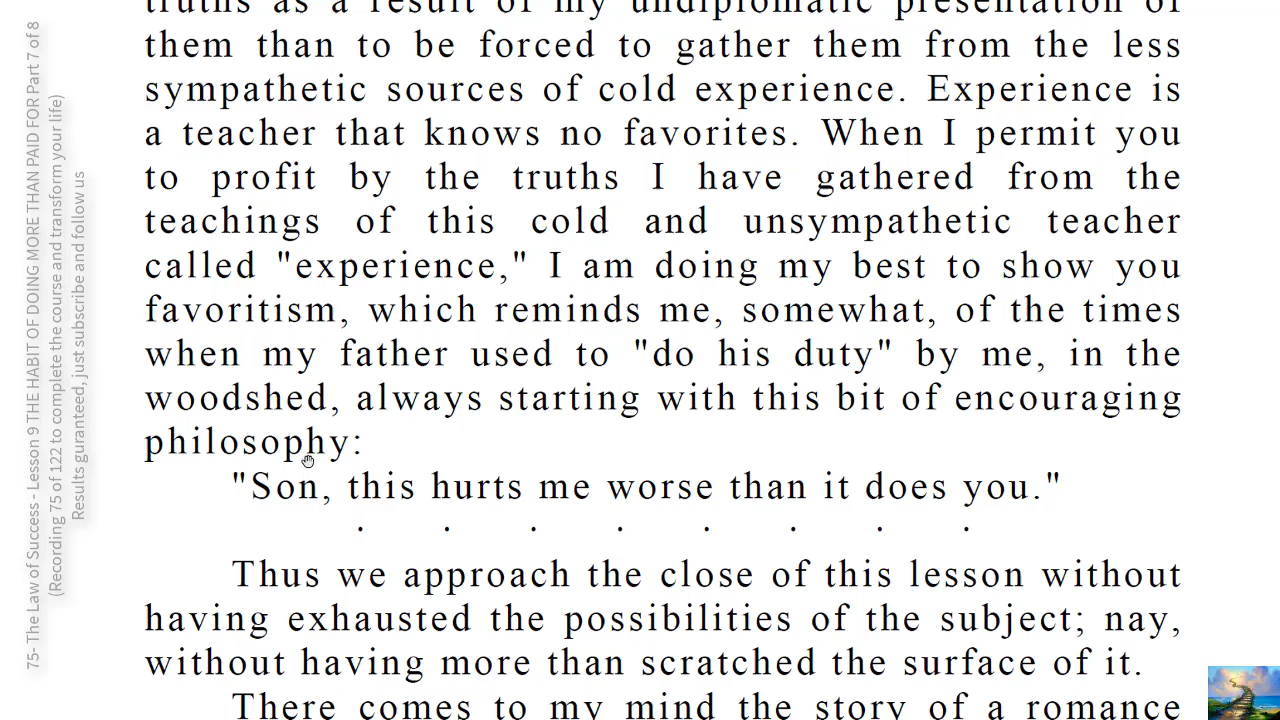 truths as a result of my undiplomatic presentation of
them than to be forced to gather them from the less
sympathetic sources of cold experience. Experience is
a teacher that knows no favorites. When I permit you
to profit by the truths I have gathered from the
teachings of this cold and unsympathetic teacher
called "experience," I am doing my best to show you
favoritism, which reminds me, somewhat, of the times
when my father used to "do his duty" by me, in the
woodshed, always starting with this bit of encouraging
philosophy:
"Son, this hurts me worse than it does you."
. . . . . . . .
Thus we approach the close of this lesson without
having exhausted the possibilities of the subject; nay,
without having more than scratched the surface of it.
There comes to my mind the story of a romance
75- The Law of Success - Lesson 9 THE HABIT OF DOING MORE THAN PAID FOR Part 7 of 8
(Recording 75 of 122 to complete the course and transform your life)
Results guranteed, just subscribe and follow us